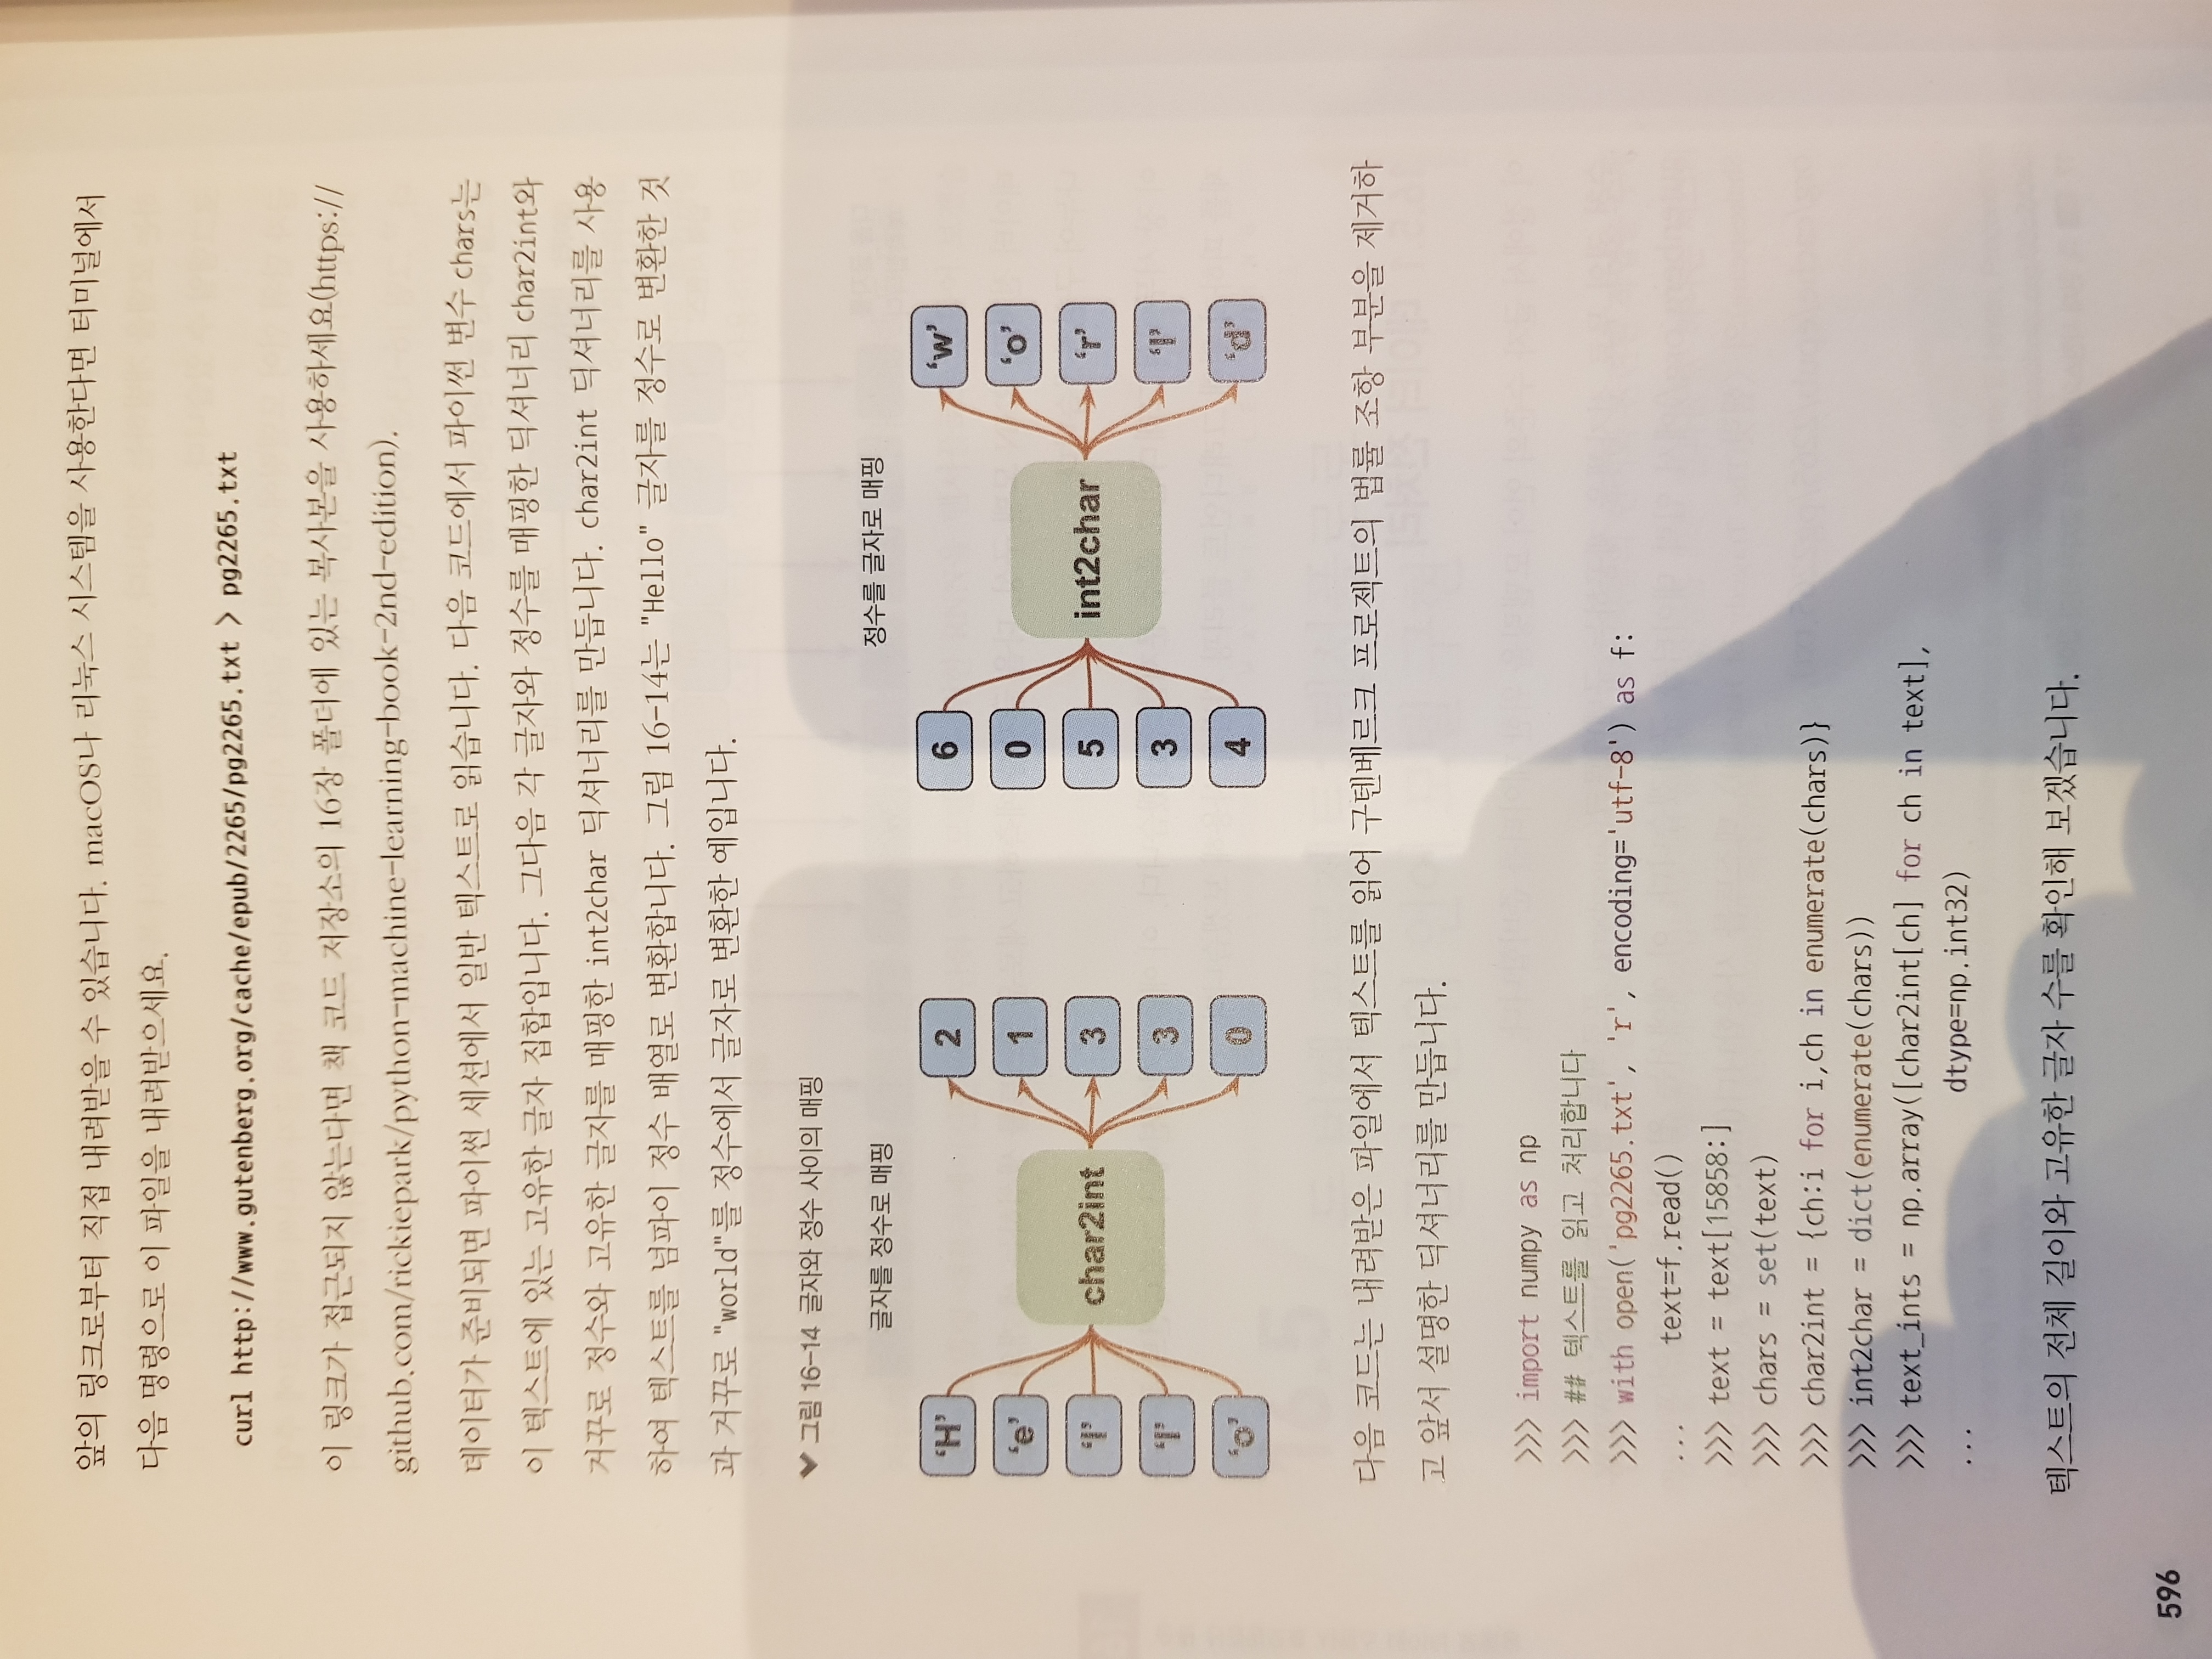 앞의 링크로부터 직접 내려받을 수 있습니다. macOS나 리눅스 시스템을 사용한다면 터미널에서
다음 명령으로 이 파일을 내려받으세요.
curl http://www.gutenberg.org/cache/epub/2265/pg2265.txt > pg2265.txt
이 링크가 접근되지 않는다면 책 코드 저장소의 16장 폴더에 있는 복사본을 사용하세요(https://
github.com/rickiepark/python-machine-learning-book-2nd-edition).
데이터가 준비되면 파이썬 세션에서 일반 텍스트로 읽습니다. 다음 코드에서 파이썬 변수 chars는
이 텍스트에 있는 고유한 글자 집합입니다. 그다음 각 글자와 정수를 매핑한 딕셔너리 char2int와
거꾸로 정수와 고유한 글자를 매핑한 int2char 딕셔너리를 만듭니다. char2int 딕셔너리를 사용
하여 텍스트를 넘파이 정수 배열로 변환합니다. 그림 16-14는 "Hello" 글자를 정수로 변환한 것
과 거꾸로 "world"를 정수에서 글자로 변환한 예입니다.
그림 16-14 글자와 정수 사이의 매핑
글자를 정수로 매핑
‘H’
‘e’
‘l’
‘l’
‘o’
char2int
2
1
3
3
0
정수를 글자로 매핑
6
0
5
3
4
int2char
‘w’
‘o’
‘r’
‘l’
‘d’
다음 코드는 내려받은 파일에서 텍스트를 읽어 구텐베르크 프로젝트의 법률 조항 부분을 제거하
고 앞서 설명한 딕셔너리를 만듭니다.
>>> import numpy as np
>>> ## 텍스트를 읽고 처리합니다
>>> with open('pg2265.txt', 'r', encoding='utf-8') as f:
...     text=f.read()
>>> text = text[15858:]
>>> chars = set(text)
>>> char2int = {ch:i for i,ch in enumerate(chars)}
>>> int2char = dict(enumerate(chars))
>>> text_ints = np.array([char2int[ch] for ch in text],
...                      dtype=np.int32)
텍스트의 전체 길이와 고유한 글자 수를 확인해 보겠습니다.
596